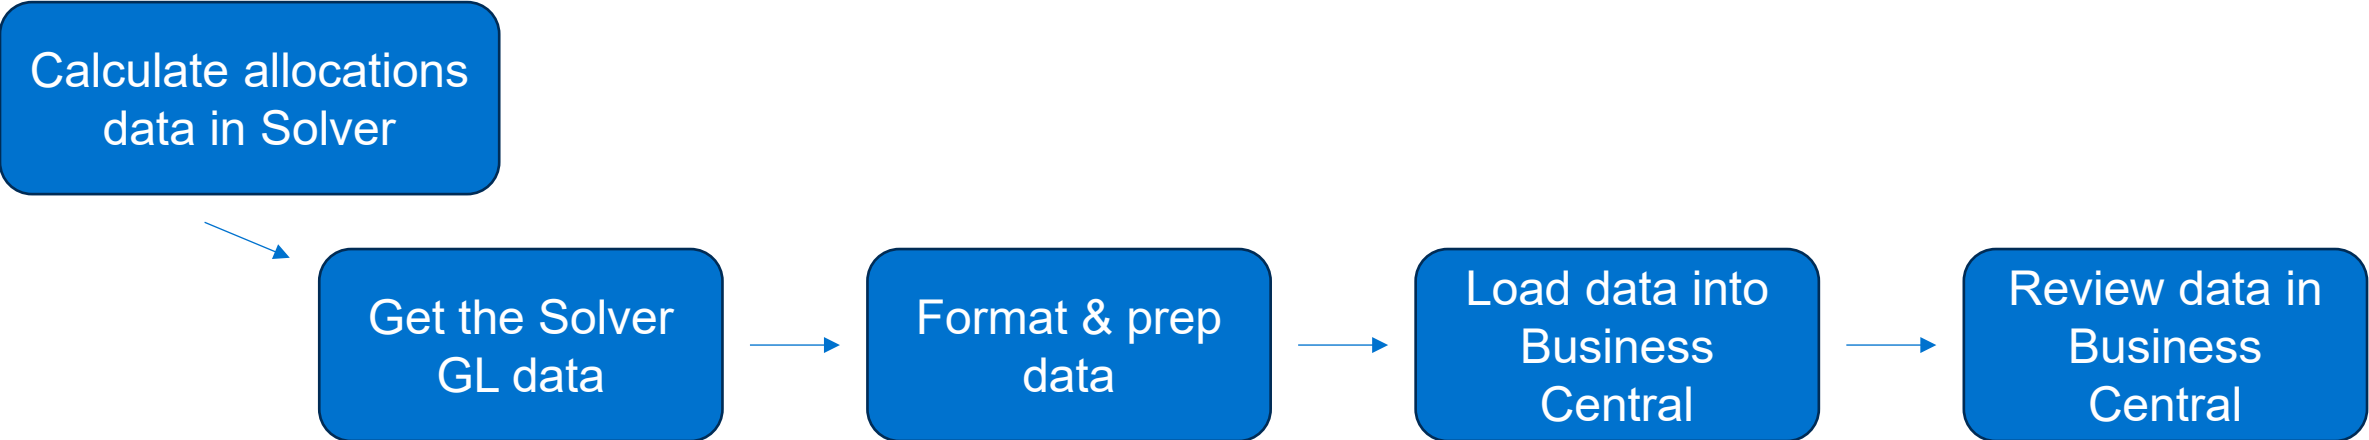 Calculate allocations
data in Solver
Get the Solver
GL data
Format & prep
data
Load data into
Business
Central
Review data in
Business
Central